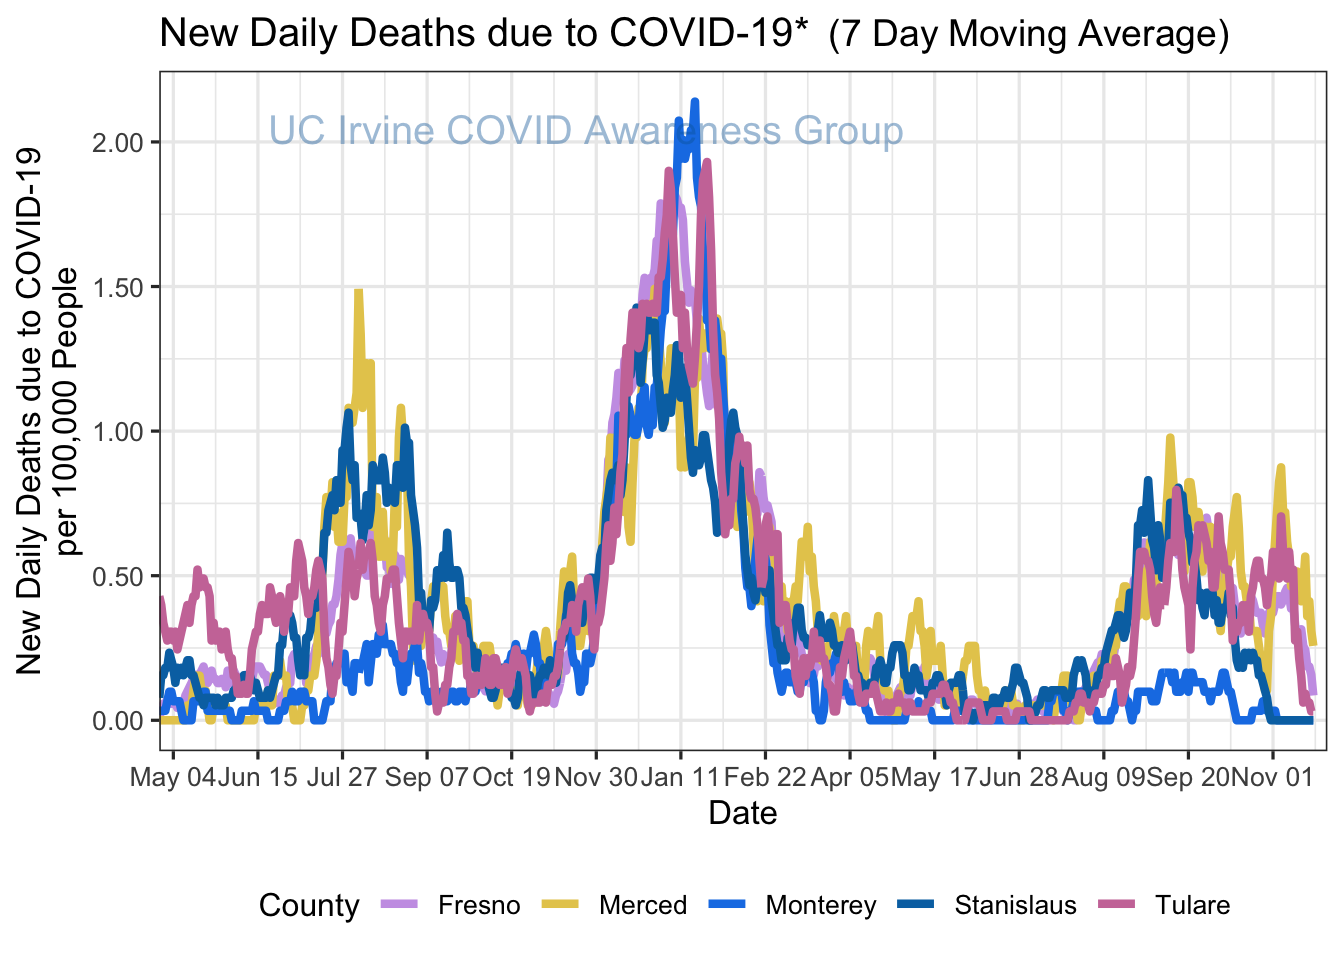 New Daily Deaths due to COVID-19* (7 Day Moving Average)
UC Irvine COVID Awareness Group
New Daily Deaths due to COVID-19
per 100,000 People
2.00
1.50
1.00
0.50
0.00
May 04 Jun 15 Jul 27 Sep 07 Oct 19 Nov 30 Jan 11 Feb 22 Apr 05 May 17 Jun 28 Aug 09 Sep 20 Nov 01
Date
County Fresno Merced Monterey Stanislaus Tulare